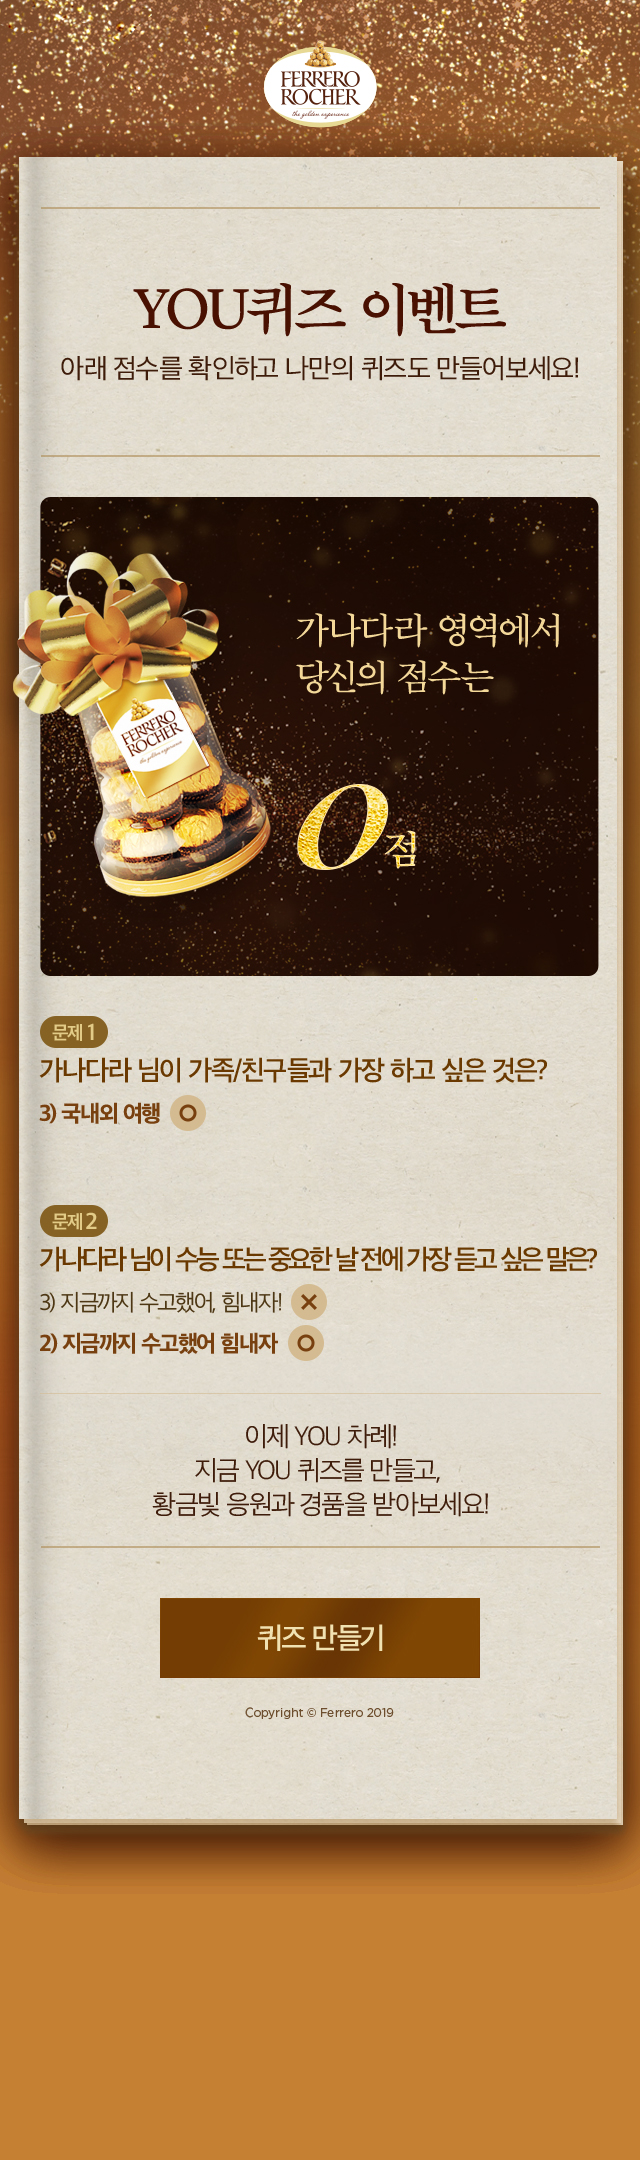 FERRERO
ROCHER
the golden experience
YOU퀴즈 이벤트
아래 점수를 확인하고 나만의 퀴즈도 만들어보세요!
가나다라 영역에서
당신의 점수는
FERRERO
ROCHER
the golden experience
0점
문제 1
가나다라 님이 가족/친구들과 가장 하고 싶은 것은?
3) 국내외 여행 O
문제 2
가나다라 님이 수능 또는 중요한 날 전에 가장 듣고 싶은 말은?
3) 지금까지 수고했어, 힘내자! X
2) 지금까지 수고했어 힘내자 O
이제 YOU 차례!
지금 YOU 퀴즈를 만들고,
황금빛 응원과 경품을 받아보세요!
퀴즈 만들기
Copyright © Ferrero 2019